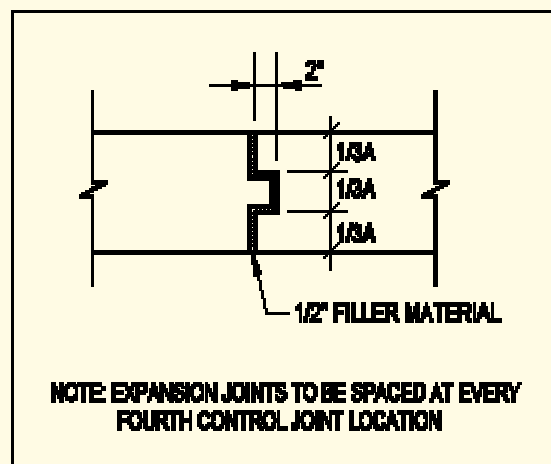 2"
1/3A
1/3A
1/3A
1/2" FILLER MATERIAL
NOTE: EXPANSION JOINTS TO BE SPACED AT EVERY
FOURTH CONTROL JOINT LOCATION